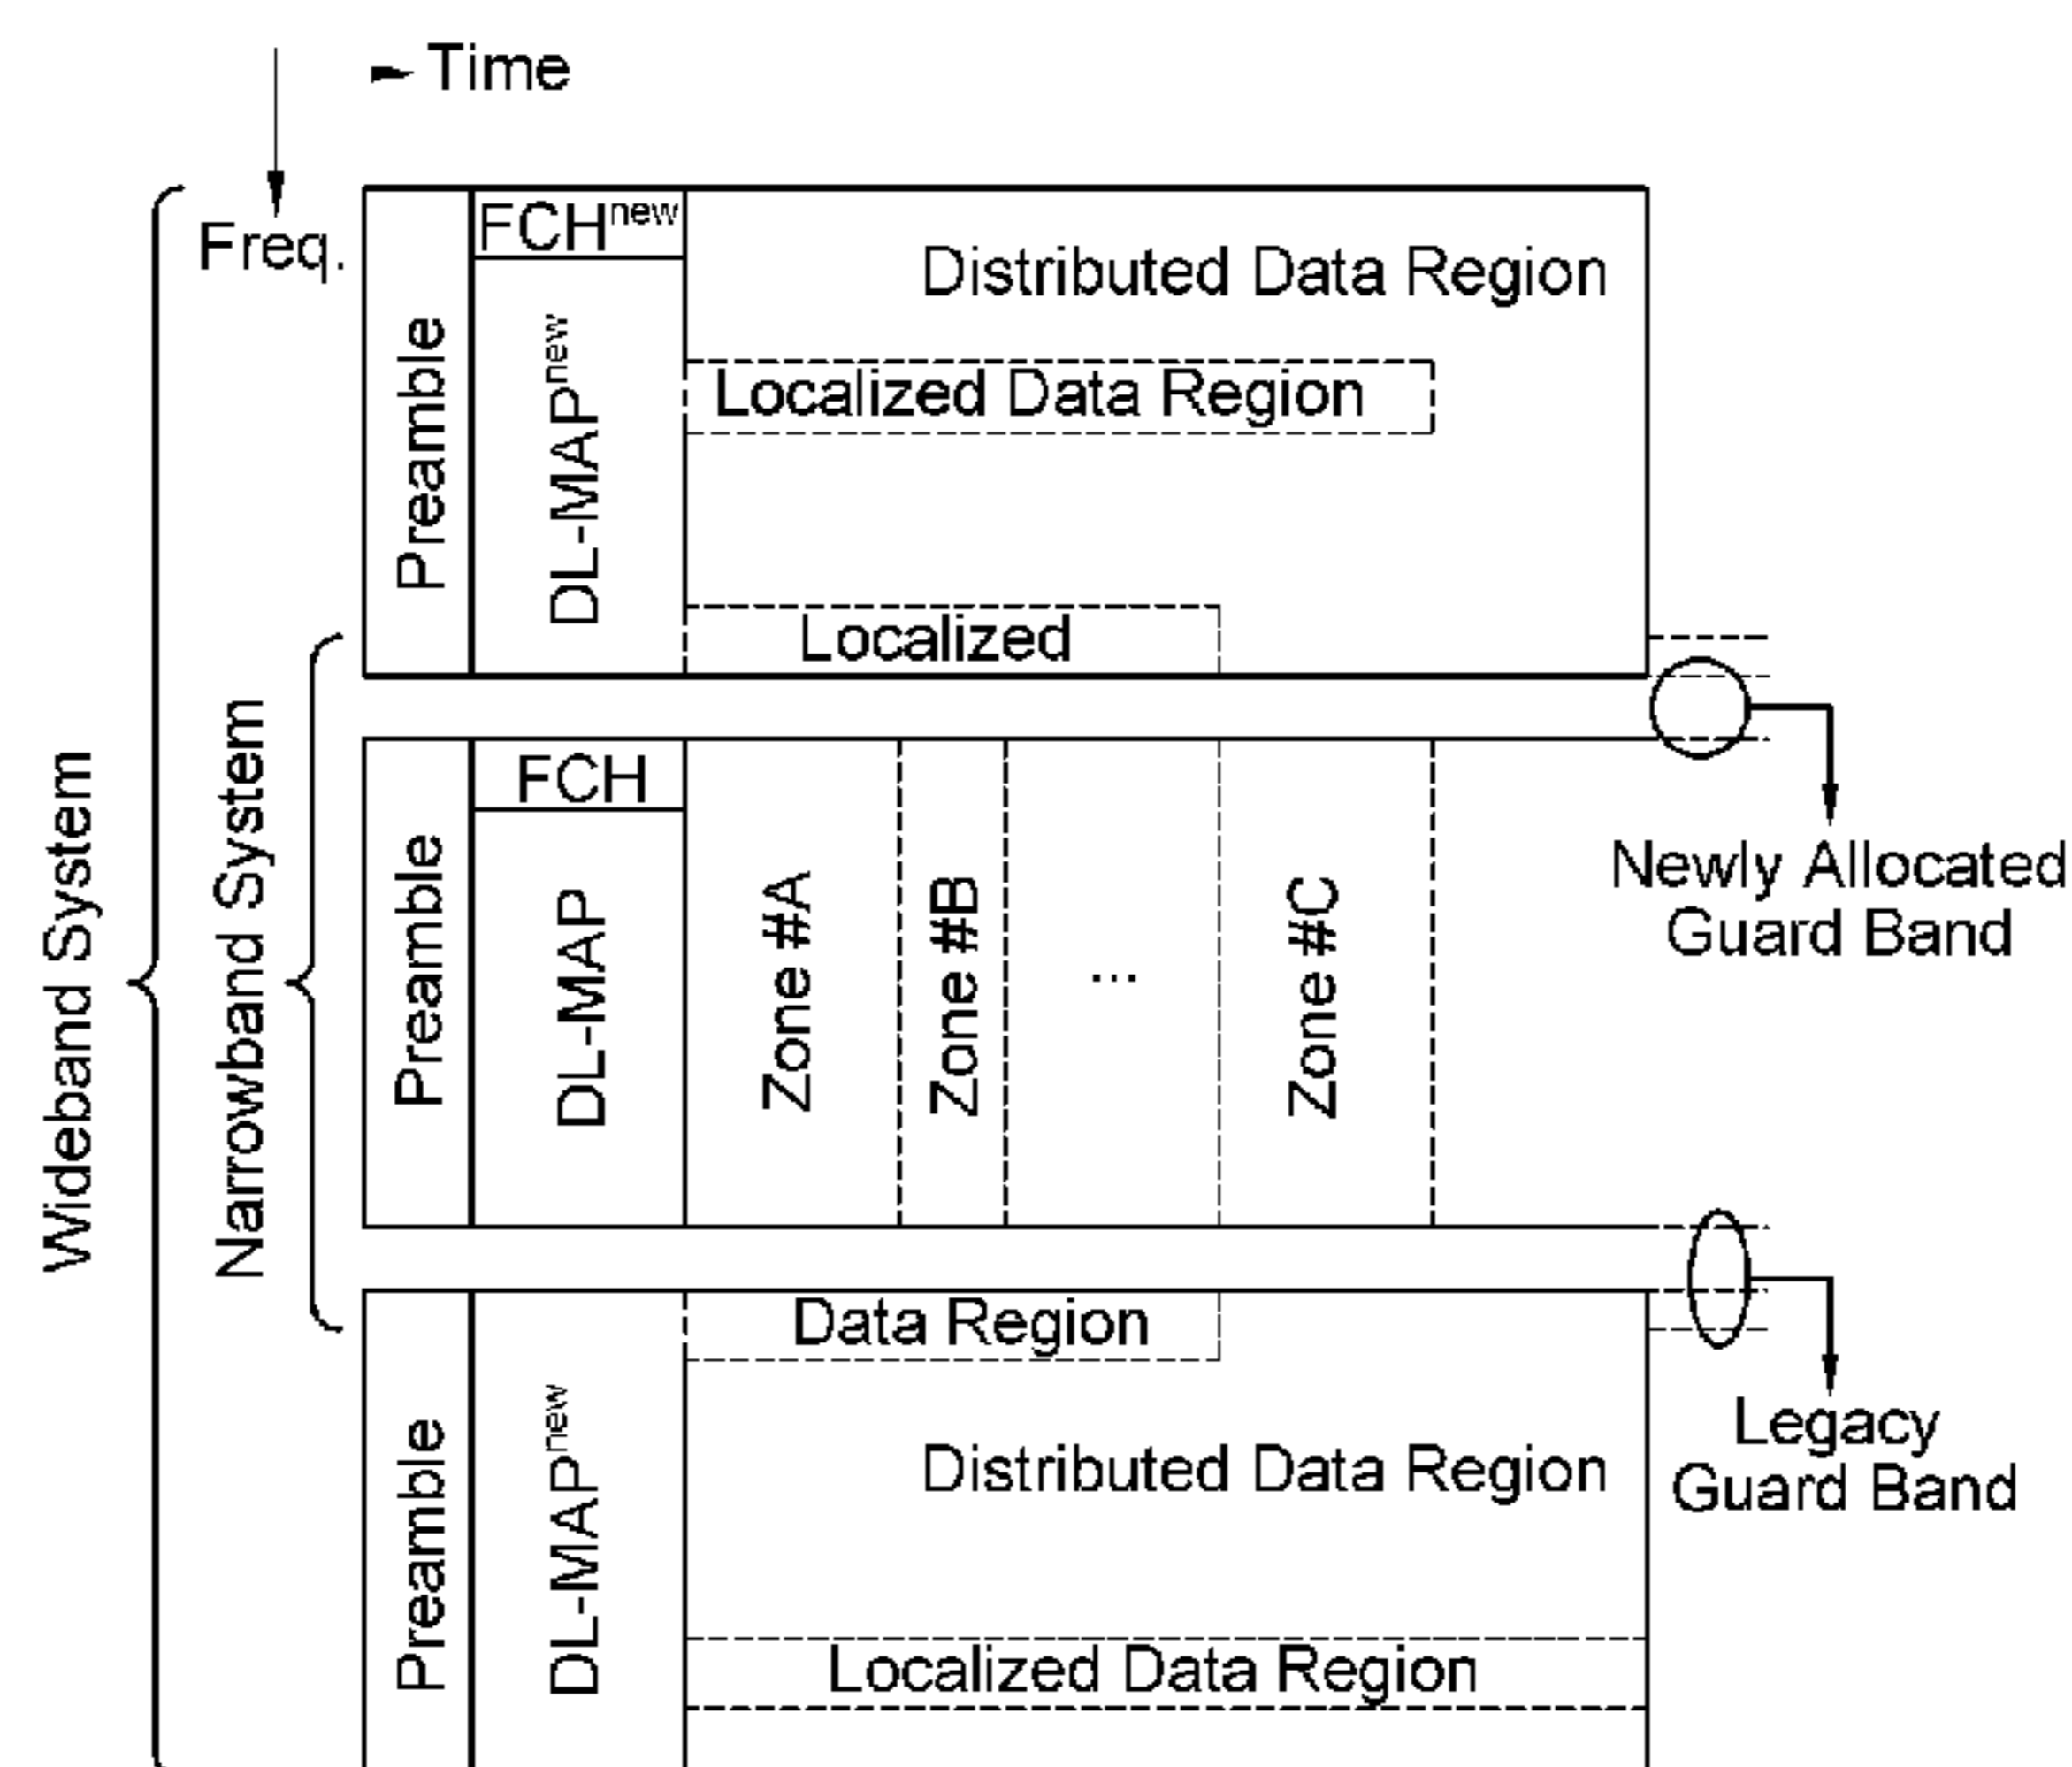 Time
Freq.
Wideband System
Narrowband System
Preamble
FCHnew
DL-MAPnew
Distributed Data Region
Localized Data Region
Localized
Preamble
FCH
DL-MAP
Zone #A
Zone #B
...
Zone #C
Newly Allocated
Guard Band
Preamble
DL-MAPnew
Data Region
Distributed Data Region
Localized Data Region
Legacy
Guard Band